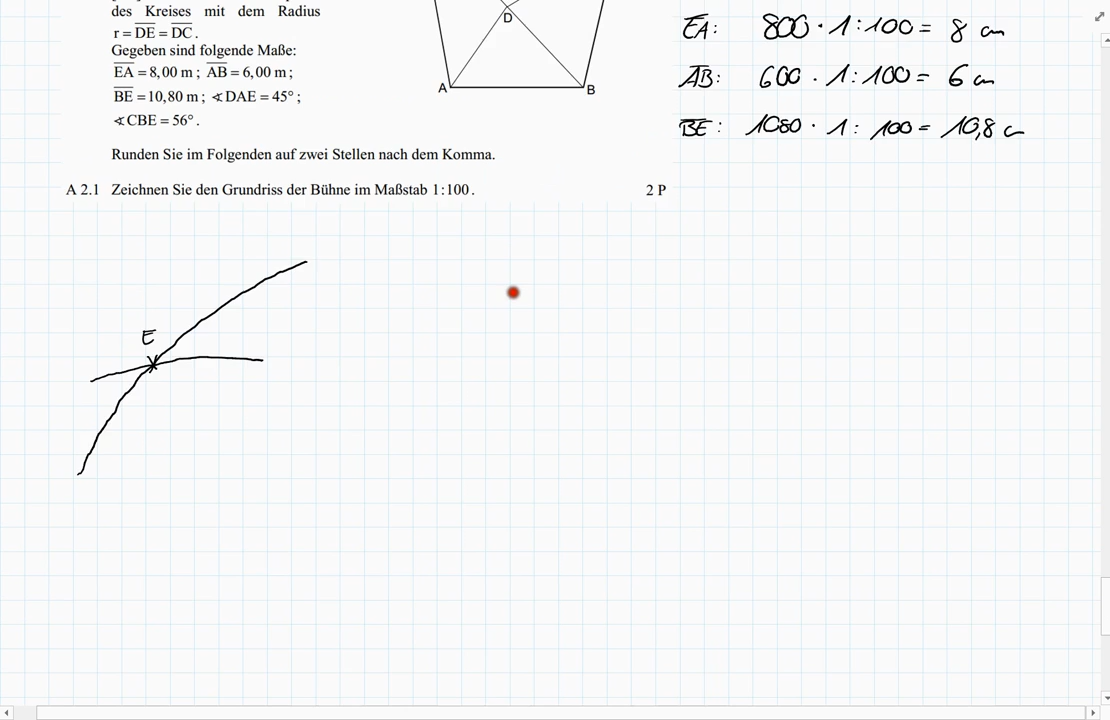 des Kreises mit dem Radius
r = DE = DC.
Gegeben sind folgende Maße:
EA = 8,00 m ; AB = 6,00 m ;
BE = 10,80 m ; ∢DAE = 45° ;
∢CBE = 56° .
Runden Sie im Folgenden auf zwei Stellen nach dem Komma.
A 2.1 Zeichnen Sie den Grundriss der Bühne im Maßstab 1:100. 2 P
D
A
B
EA: 800 · 1:100 = 8 cm
AB: 600 · 1:100 = 6 cm
BE: 1080 · 1:100 = 10,8 c
E